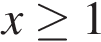 x ≥ 1